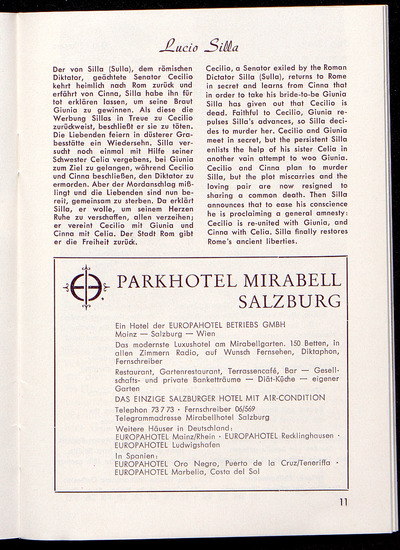 Lucio Silla
Der von Silla (Sulla), dem römischen
Diktator, geächtete Senator Cecilio
kehrt heimlich nach Rom zurück und
erfährt von Cinna, Silla habe ihn für
tot erklären lassen, um seine Braut
Giunia zu gewinnen. Als diese die
Werbung Sillas in Treue zu Cecilio
zurückweist, beschließt er sie zu töten.
Die Liebenden feiern in düsterer Gra-
besstätte ein Wiedersehn. Silla ver-
sucht noch einmal mit Hilfe seiner
Schwester Celia vergebens, bei Giunia
zum Ziel zu gelangen, während Cecilio
und Cinna beschließen, den Diktator zu
ermorden. Aber der Mordanschlag miß-
lingt und die Liebenden sind nun be-
reit, gemeinsam zu sterben. Da erklärt
Silla, er wolle, um seinem Herzen
Ruhe zu verschaffen, allen verzeihen;
er vereint Cecilio mit Giunia und
Cinna mit Celia. Der Stadt Rom gibt
er die Freiheit zurück.
Cecilio, a Senator exiled by the Roman
Dictator Silla (Sulla), returns to Rome
in secret and learns from Cinna that
in order to take his bride-to-be Giunia
Silla has given out that Cecilio is
dead. Faithful to Cecilio, Giunia re-
pulses Silla's advances, so Silla deci-
des to murder her. Cecilio and Giunia
meet in secret, but the persistent Silla
enlists the help of his sister Celia in
another vain attempt to woo Giunia.
Cecilio and Cinna plan to murder
Silla, but the plot miscarries and the
loving pair are now resigned to
sharing a common death. Then Silla
announces that to ease his conscience
he is proclaiming a general amnesty:
Cecilio is re-united with Giunia, and
Cinna with Celia. Silla finally restores
Rome's ancient liberties.
PARKHOTEL MIRABELL
SALZBURG
Ein Hotel der EUROPAHOTEL BETRIEBS GMBH
Mainz — Salzburg — Wien
Das modernste Luxushotel am Mirabellgarten. 150 Betten, in
allen Zimmern Radio, auf Wunsch Fernsehen, Diktaphon,
Fernschreiber
Restaurant, Gartenrestaurant, Terrassencafé, Bar — Gesell-
schafts- und private Banketträume — Diät-Küche — eigener
Garten
DAS EINZIGE SALZBURGER HOTEL MIT AIR-CONDITION
Telephon 73 7 73 · Fernschreiber 06/569
Telegrammadresse Mirabellhotel Salzburg
Weitere Häuser in Deutschland:
EUROPAHOTEL Mainz/Rhein · EUROPAHOTEL Recklinghausen ·
EUROPAHOTEL Ludwigshafen
In Spanien:
EUROPAHOTEL Oro Negro, Puerto de la Cruz/Teneriffa ·
EUROPAHOTEL Marbella, Costa del Sol
11